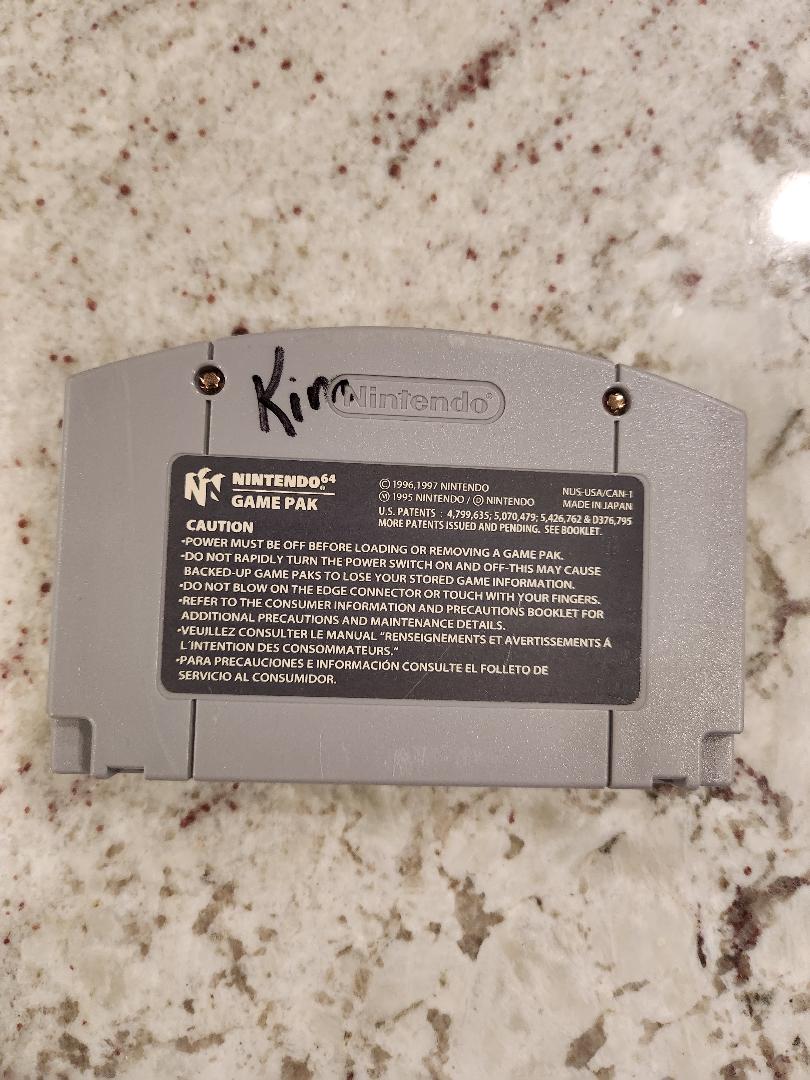 Kim
Nintendo®
NINTENDO64®
GAME PAK
©1996,1997 NINTENDO
Ⓜ1995 NINTENDO / Ⓓ NINTENDO
U.S. PATENTS : 4,799,635; 5,070,479; 5,426,762 & D376,795
MORE PATENTS ISSUED AND PENDING. SEE BOOKLET.
NUS-USA/CAN-1
MADE IN JAPAN
CAUTION
•POWER MUST BE OFF BEFORE LOADING OR REMOVING A GAME PAK.
•DO NOT RAPIDLY TURN THE POWER SWITCH ON AND OFF-THIS MAY CAUSE
BACKED-UP GAME PAKS TO LOSE YOUR STORED GAME INFORMATION.
•DO NOT BLOW ON THE EDGE CONNECTOR OR TOUCH WITH YOUR FINGERS.
•REFER TO THE CONSUMER INFORMATION AND PRECAUTIONS BOOKLET FOR
ADDITIONAL PRECAUTIONS AND MAINTENANCE DETAILS.
•VEUILLEZ CONSULTER LE MANUAL "RENSEIGNEMENTS ET AVERTISSEMENTS Á
L'INTENTION DES CONSOMMATEURS."
•PARA PRECAUCIONES E INFORMACIÓN CONSULTE EL FOLLETO DE
SERVICIO AL CONSUMIDOR.